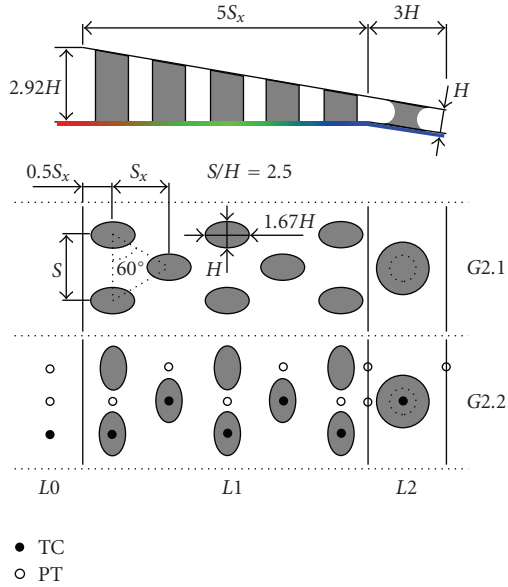 5Sₓ 3H
2.92H H
0.5Sₓ Sₓ S/H = 2.5
1.67H
S 60° H G2.1
G2.2
L0 L1 L2
TC
PT